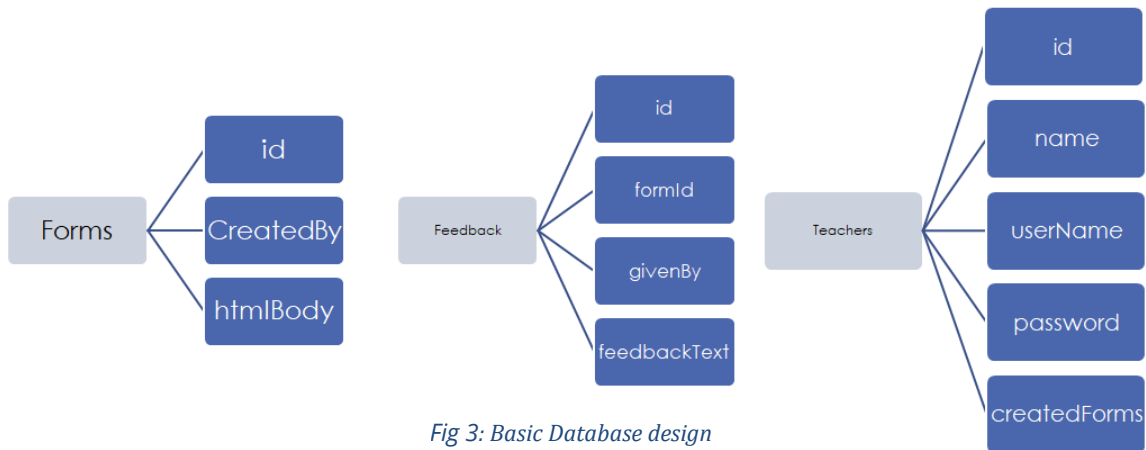 Forms
id
CreatedBy
htmlBody
Feedback
id
formId
givenBy
feedbackText
Teachers
id
name
userName
password
createdForms
Fig 3: Basic Database design